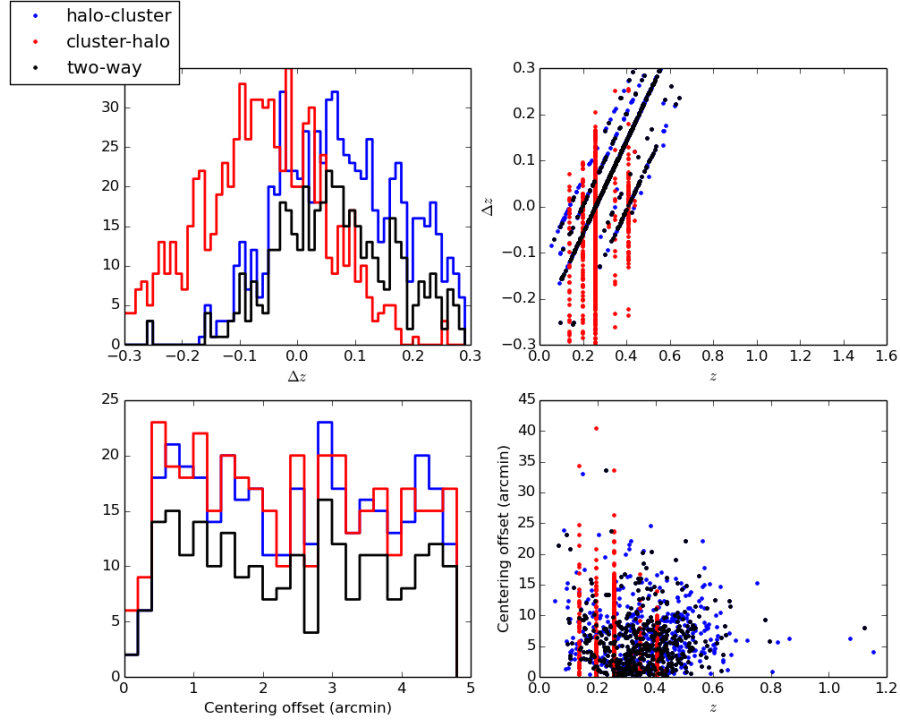 halo-cluster
cluster-halo
two-way
30
25
20
15
10
5
0
−0.3 −0.2 −0.1 0.0 0.1 0.2 0.3
Δz
0.3
0.2
0.1
0.0
−0.1
−0.2
−0.3
Δz
0.0 0.2 0.4 0.6 0.8 1.0 1.2 1.4 1.6
z
25
20
15
10
5
0
0 1 2 3 4 5
Centering offset (arcmin)
45
40
35
30
25
20
15
10
5
0
Centering offset (arcmin)
0.0 0.2 0.4 0.6 0.8 1.0 1.2
z